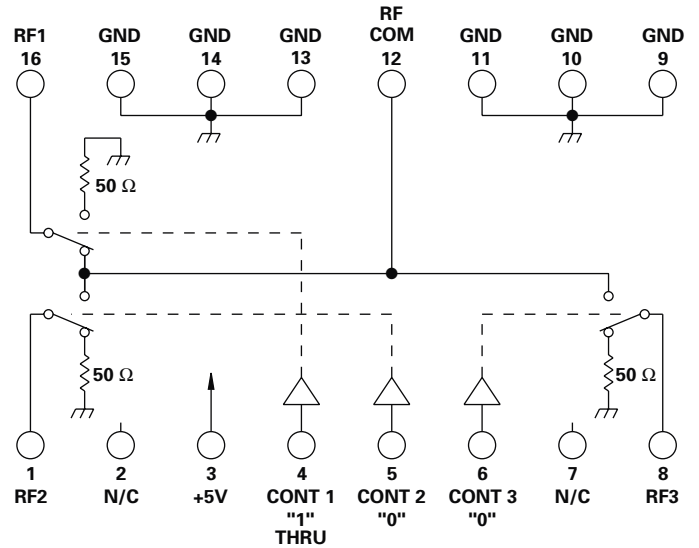 RF1 GND GND GND RF COM GND GND GND
16 15 14 13 12 11 10 9
50 Ω
50 Ω 50 Ω
1 2 3 4 5 6 7 8
RF2 N/C +5V CONT 1 CONT 2 CONT 3 N/C RF3
"1" "0" "0"
THRU